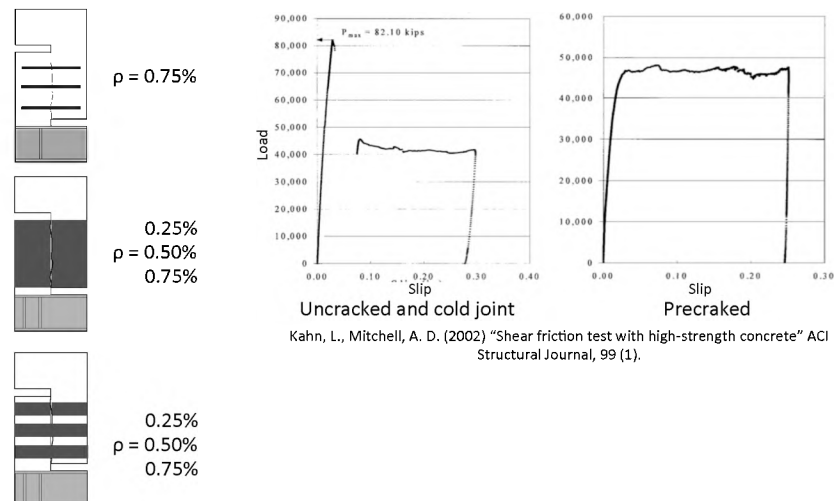 ρ = 0.75%
0.25%
ρ = 0.50%
0.75%
0.25%
ρ = 0.50%
0.75%
90,000
80,000
70,000
60,000
50,000
40,000
30,000
20,000
10,000
0
Load
Pmax = 82.10 kips
0.00 0.10 0.20 0.30 0.40
Slip
Uncracked and cold joint
60,000
50,000
40,000
30,000
20,000
10,000
0
0.00 0.10 0.20 0.30
Slip
Precraked
Kahn, L., Mitchell, A. D. (2002) “Shear friction test with high-strength concrete” ACI
Structural Journal, 99 (1).